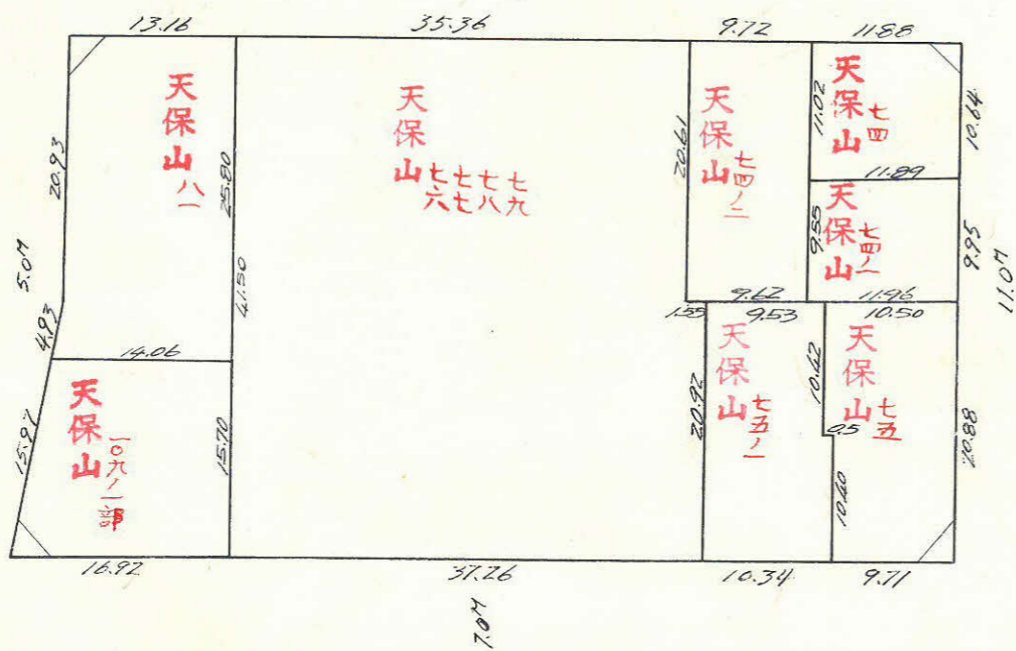 13.16
35.36
9.72
11.88
天保山 八一
20.93
25.80
41.50
5.0M
4.93
14.06
天保山 七六 七七 七八 七九
20.61
天保山 七四ノ二
11.02
天保山 七四
10.64
11.89
9.55
天保山 七四ノ一
9.95
11.0M
9.62
11.96
1.55
9.53
10.50
天保山 一〇九ノ一部
15.97
15.70
20.92
天保山 七五ノ一
10.42
0.5
10.40
天保山 七五
20.88
16.92
37.26
10.34
9.71
7.0M